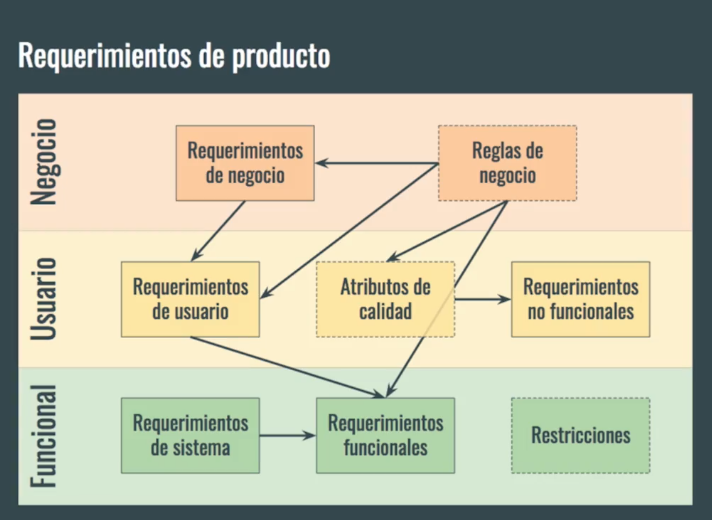 Requerimientos de producto
Negocio
Requerimientos
de negocio
Reglas de
negocio
Usuario
Requerimientos
de usuario
Atributos de
calidad
Requerimientos
no funcionales
Funcional
Requerimientos
de sistema
Requerimientos
funcionales
Restricciones